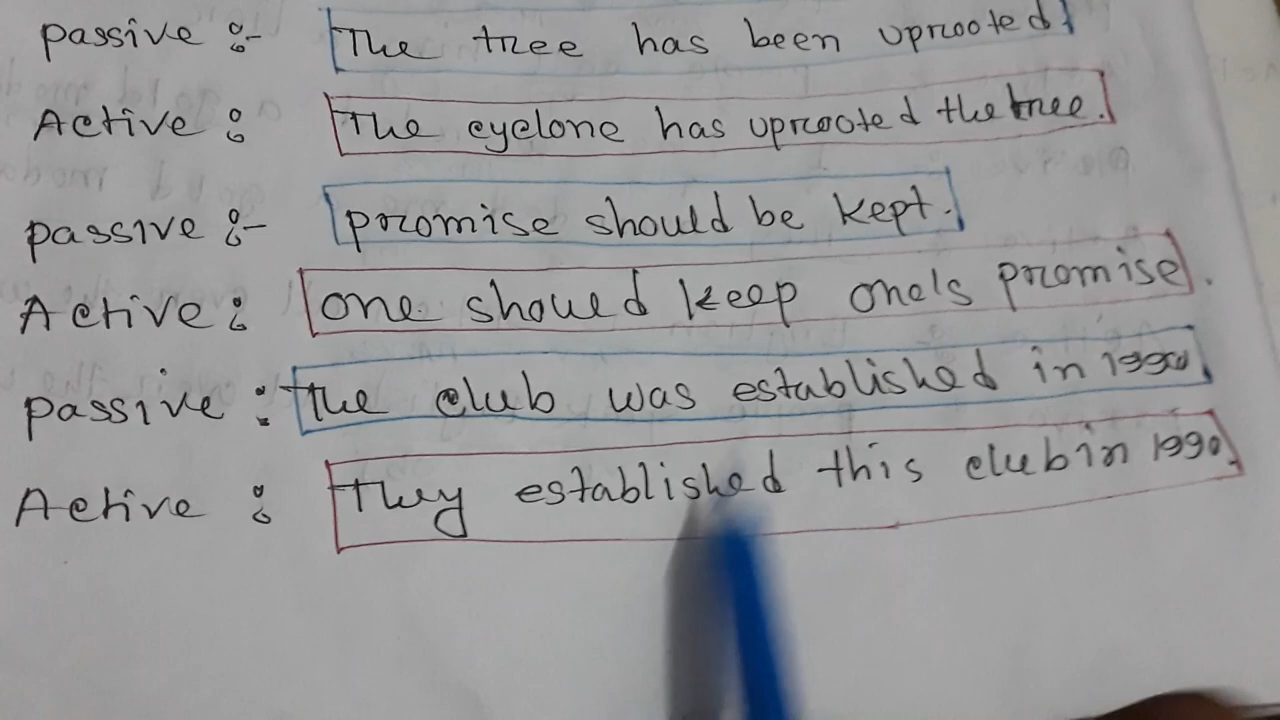 passive :- The tree has been uprooted.
Active : The cyclone has uprooted the tree.
passive :- promise should be kept.
Active : one should keep one's promise.
passive : the club was established in 1990.
Active : They established this club in 1990.